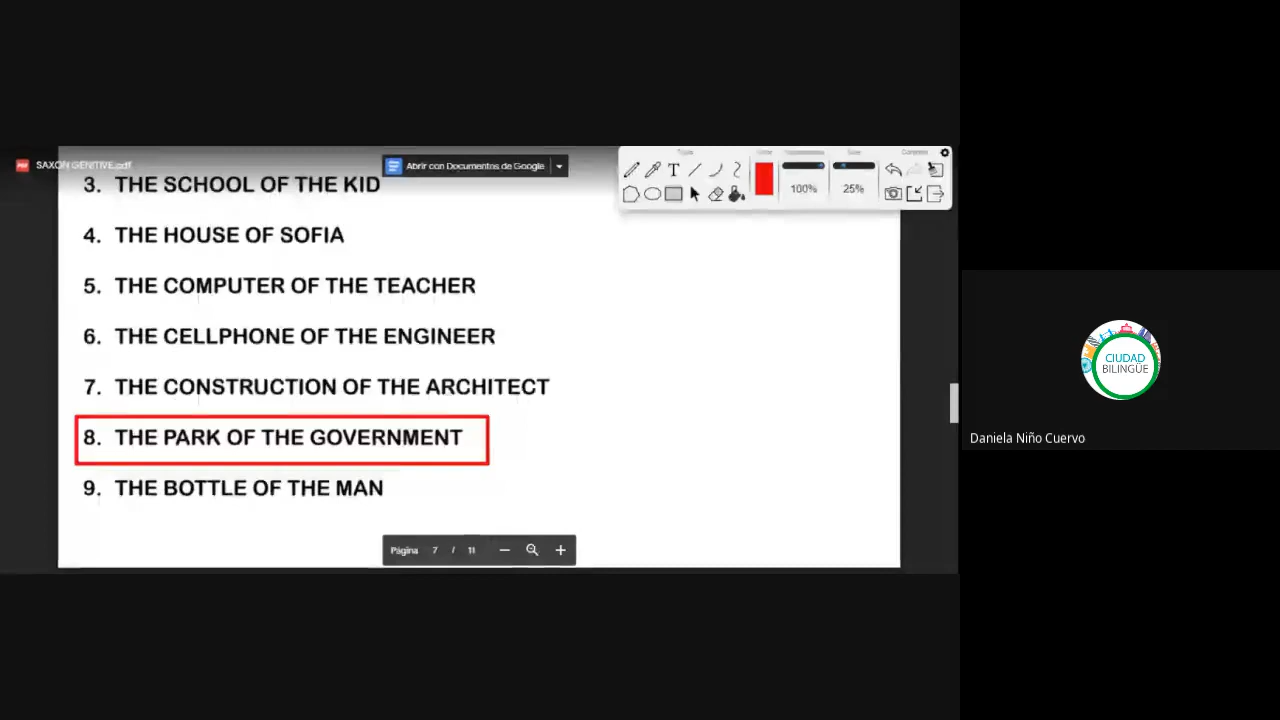 SAXON GENITIVE.pdf
Abrir con Documentos de Google
100%
25%
3. THE SCHOOL OF THE KID
4. THE HOUSE OF SOFIA
5. THE COMPUTER OF THE TEACHER
6. THE CELLPHONE OF THE ENGINEER
7. THE CONSTRUCTION OF THE ARCHITECT
8. THE PARK OF THE GOVERNMENT
9. THE BOTTLE OF THE MAN
Página 7 / 11
CIUDAD
BILINGÜE
Daniela Niño Cuervo